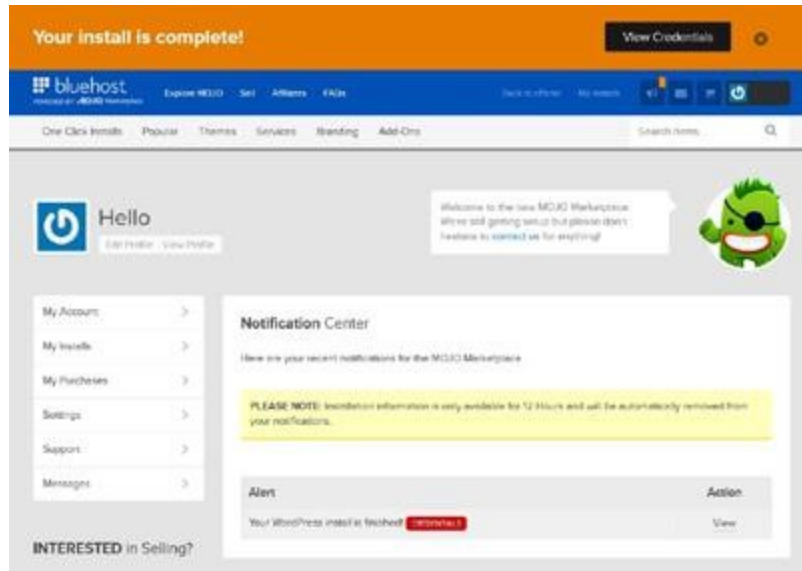 Your install is complete!
View Credentials
bluehost
Explore MOJO Sell Affiliates FAQs
One Click Installs Popular Themes Services Branding Add-Ons
Search items
Hello
Edit Profile View Profile
Welcome to the new MOJO Marketplace
We're still getting setup but please don't
hesitate to contact us for anything!
My Account
My Installs
My Purchases
Settings
Support
Messages
INTERESTED in Selling?
Notification Center
Here are your recent notifications for the MOJO Marketplace
PLEASE NOTE: Installation information is only available for 12 Hours and will be automatically removed from
your notifications.
Alert Action
Your WordPress install is finished! View